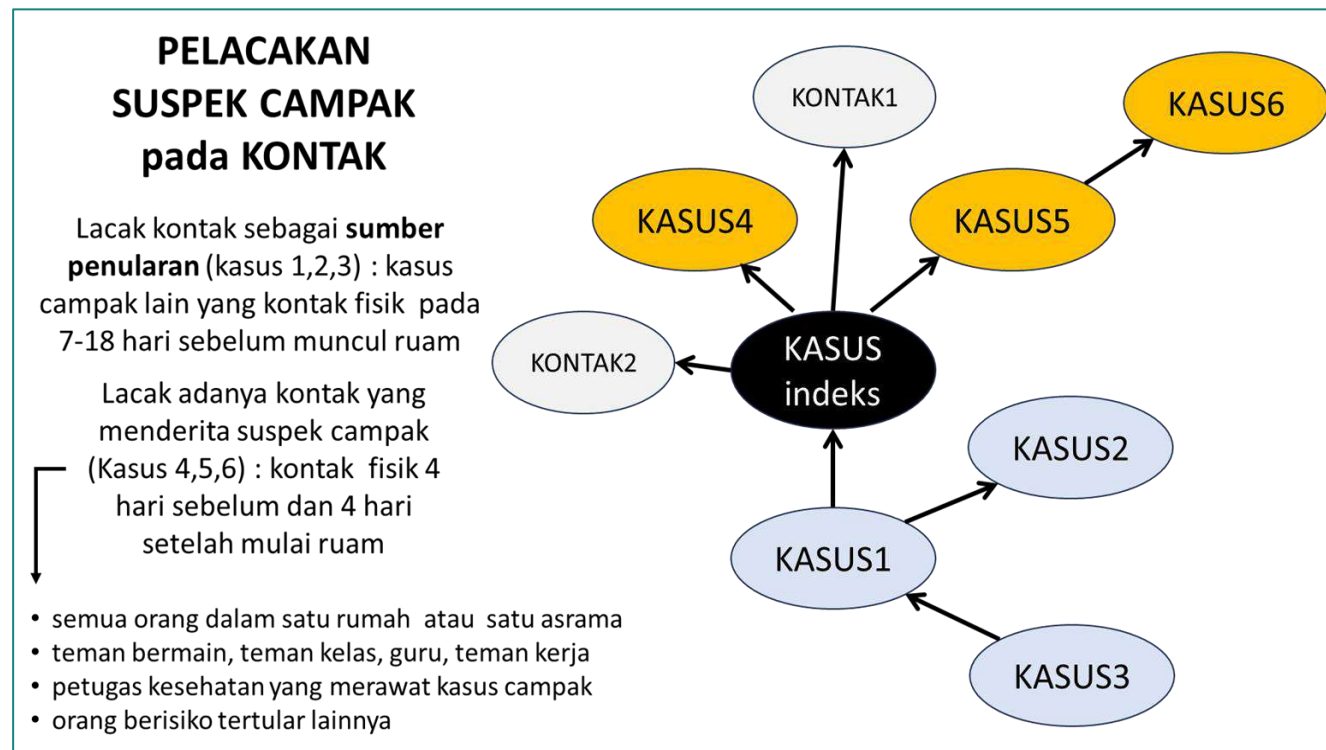 PELACAKAN
SUSPEK CAMPAK
pada KONTAK
Lacak kontak sebagai sumber
penularan (kasus 1,2,3) : kasus
campak lain yang kontak fisik pada
7-18 hari sebelum muncul ruam
Lacak adanya kontak yang
menderita suspek campak
(Kasus 4,5,6) : kontak fisik 4
hari sebelum dan 4 hari
setelah mulai ruam
• semua orang dalam satu rumah atau satu asrama
• teman bermain, teman kelas, guru, teman kerja
• petugas kesehatan yang merawat kasus campak
• orang berisiko tertular lainnya
KONTAK1
KASUS6
KASUS4
KASUS5
KONTAK2
KASUS
indeks
KASUS2
KASUS1
KASUS3